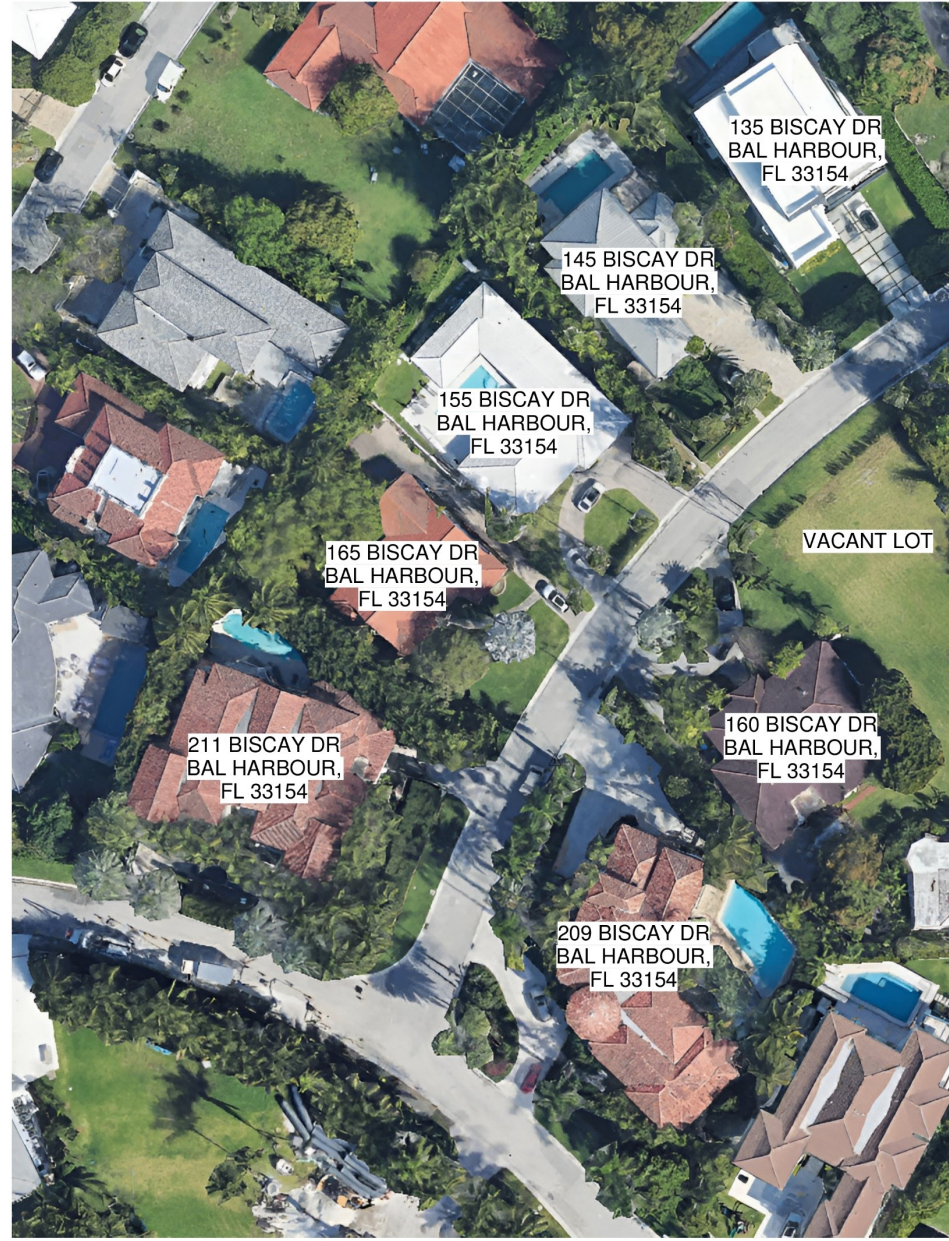 135 BISCAY DR
BAL HARBOUR,
FL 33154
145 BISCAY DR
BAL HARBOUR,
FL 33154
155 BISCAY DR
BAL HARBOUR,
FL 33154
VACANT LOT
165 BISCAY DR
BAL HARBOUR,
FL 33154
160 BISCAY DR
BAL HARBOUR,
FL 33154
211 BISCAY DR
BAL HARBOUR,
FL 33154
209 BISCAY DR
BAL HARBOUR,
FL 33154